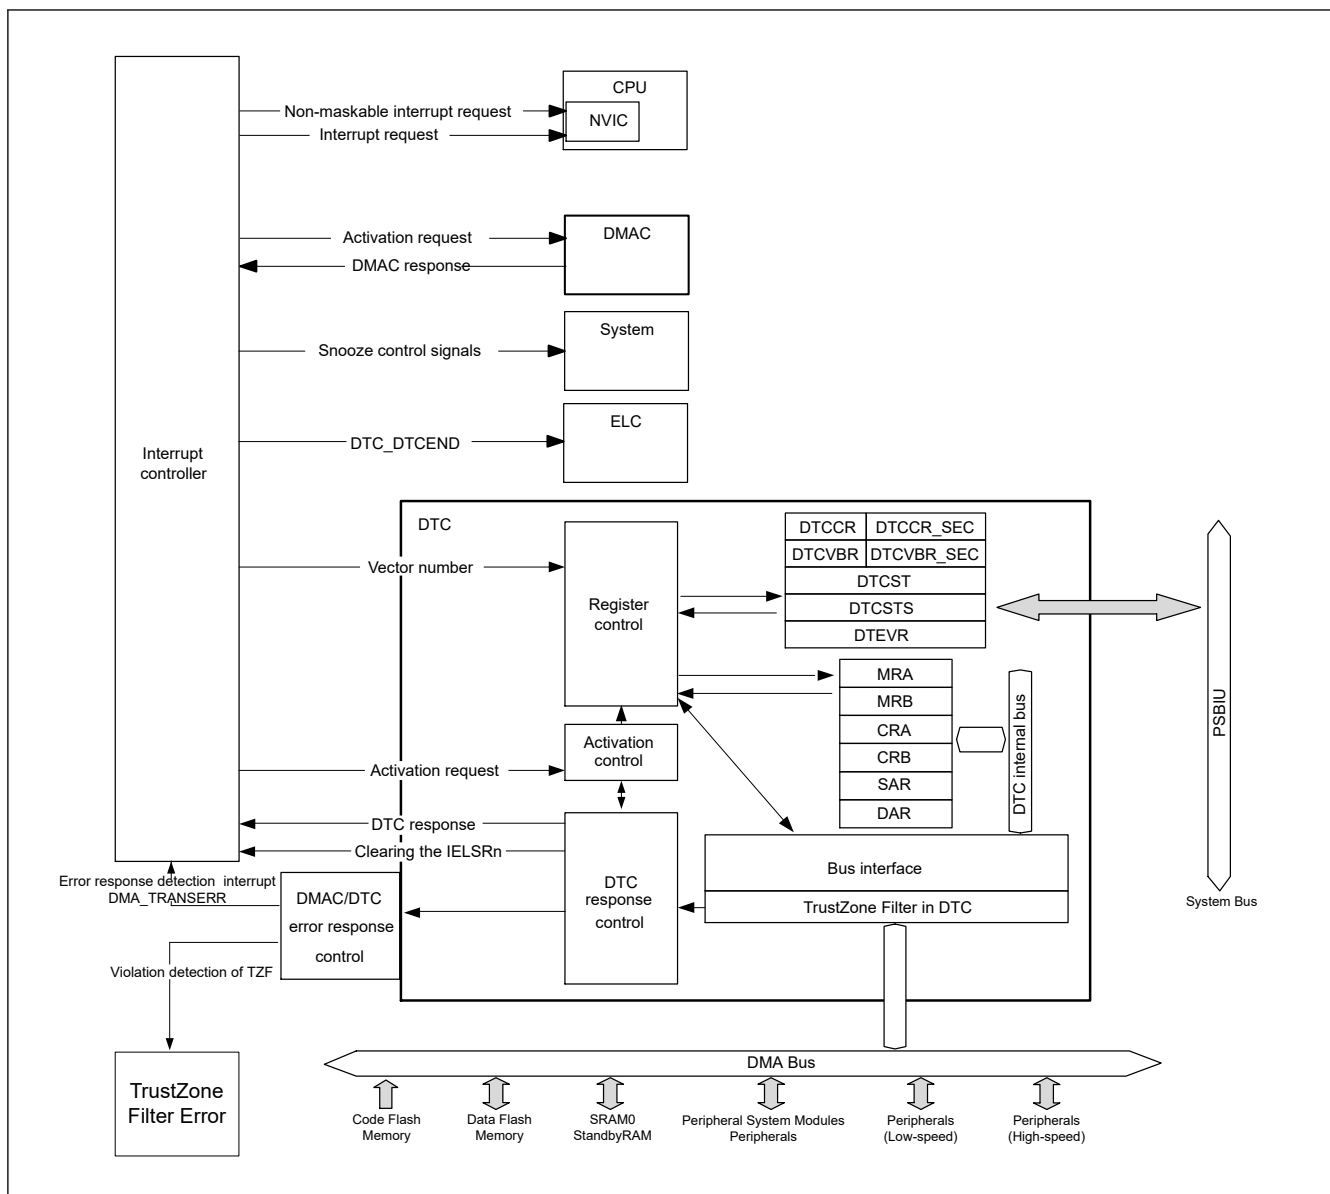 CPU
NVIC
Non-maskable interrupt request
Interrupt request
DMAC
Activation request
DMAC response
System
Snooze control signals
ELC
DTC_DTCEND
Interrupt
controller
DTC
Vector number
Register
control
DTCCR
DTCCR_SEC
DTCVBR
DTCVBR_SEC
DTCST
DTCSTS
DTEVR
MRA
MRB
CRA
CRB
SAR
DAR
DTC internal bus
PSBIU
System Bus
Activation
control
Activation request
DTC response
Clearing the IELSRn
Error response detection interrupt
DMA_TRANSERR
DMAC/DTC
error response
control
DTC
response
control
Bus interface
TrustZone Filter in DTC
Violation detection of TZF
TrustZone
Filter Error
DMA Bus
Code Flash
Memory
Data Flash
Memory
SRAM0
StandbyRAM
Peripheral System Modules
Peripherals
Peripherals
(Low-speed)
Peripherals
(High-speed)